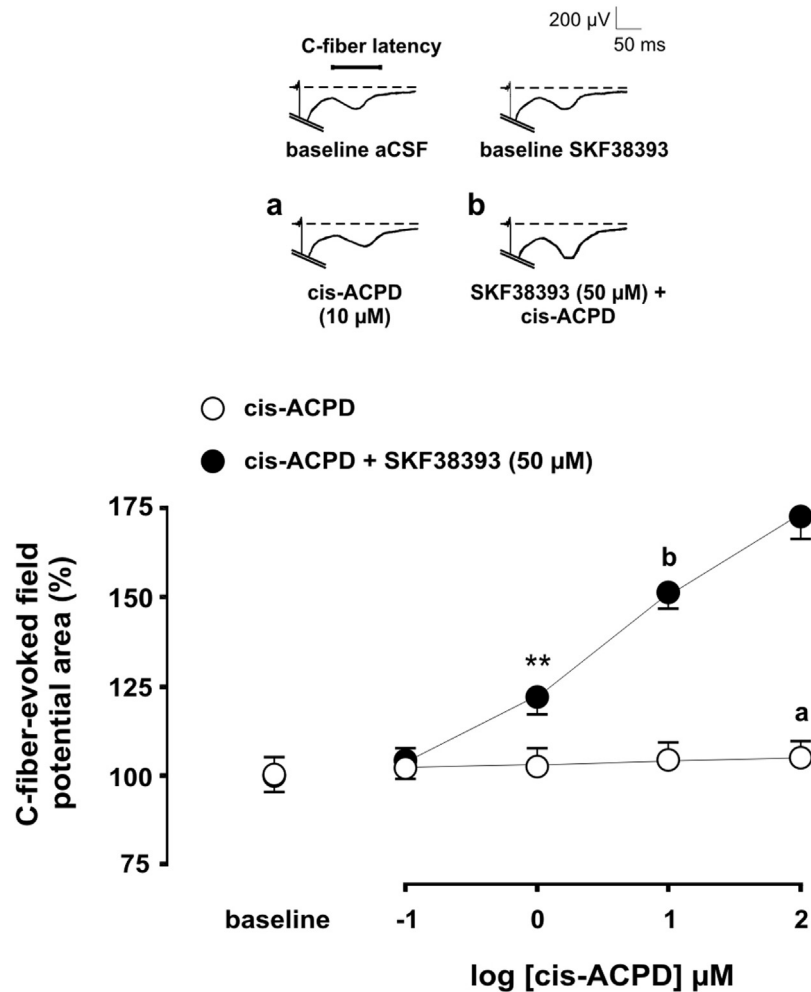 200 µV
50 ms
C-fiber latency
baseline aCSF
baseline SKF38393
a
b
cis-ACPD
(10 µM)
SKF38393 (50 µM) +
cis-ACPD
cis-ACPD
cis-ACPD + SKF38393 (50 µM)
C-fiber-evoked field
potential area (%)
175
150
125
100
75
**
b
a
baseline
-1
0
1
2
log [cis-ACPD] µM